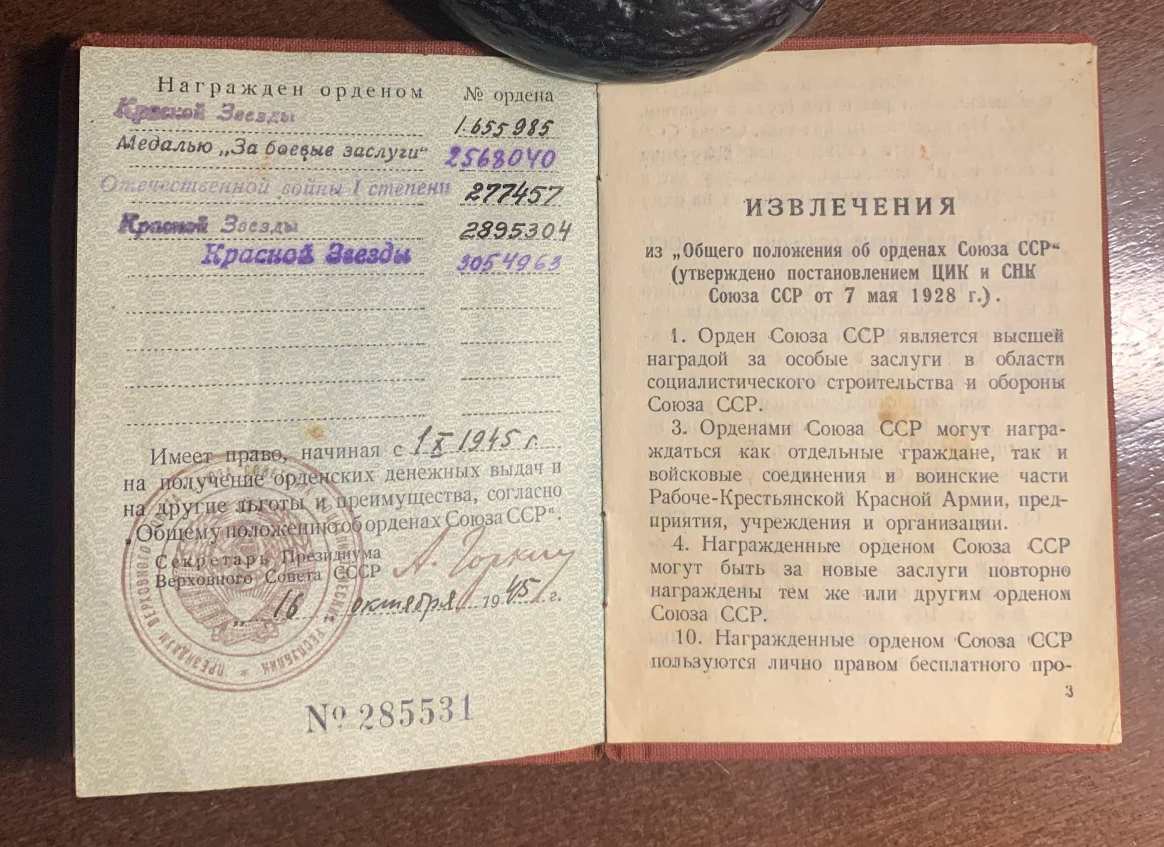 Награжден орденом № ордена
Красной Звезды 1655985
Медалью „За боевые заслуги“ 2568040
Отечественной войны I степени 277457
Красной Звезды 2895304
Красной Звезды 3054963
Имеет право, начиная с 1 X 1945 г.
на получение орденских денежных выдач и
на другие льготы и преимущества, согласно
„Общему положению об орденах Союза ССР“.
Секретарь Президиума
Верховного Совета СССР А. Горкин
„16„ октября 1945 г.
ПРЕЗИДИУМ ВЕРХОВНОГО
№ 285531
ИЗВЛЕЧЕНИЯ
из „Общего положения об орденах Союза ССР“
(утверждено постановлением ЦИК и СНК
Союза ССР от 7 мая 1928 г.).
1. Орден Союза ССР является высшей
наградой за особые заслуги в области
социалистического строительства и обороны
Союза ССР.
3. Орденами Союза ССР могут награ-
ждаться как отдельные граждане, так и
войсковые соединения и воинские части
Рабоче-Крестьянской Красной Армии, пред-
приятия, учреждения и организации.
4. Награжденные орденом Союза ССР
могут быть за новые заслуги повторно
награждены тем же или другим орденом
Союза ССР.
10. Награжденные орденом Союза ССР
пользуются лично правом бесплатного про-
3